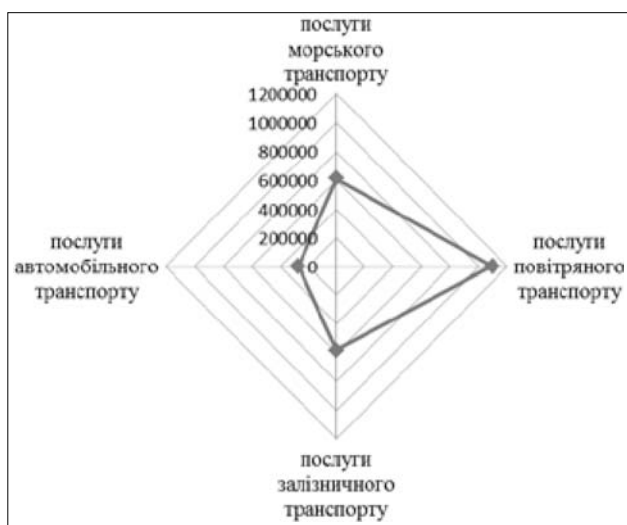 послуги
морського
транспорту
1200000
1000000
800000
600000
400000
200000
0
послуги
автомобільного
транспорту
послуги
повітряного
транспорту
послуги
залізничного
транспорту